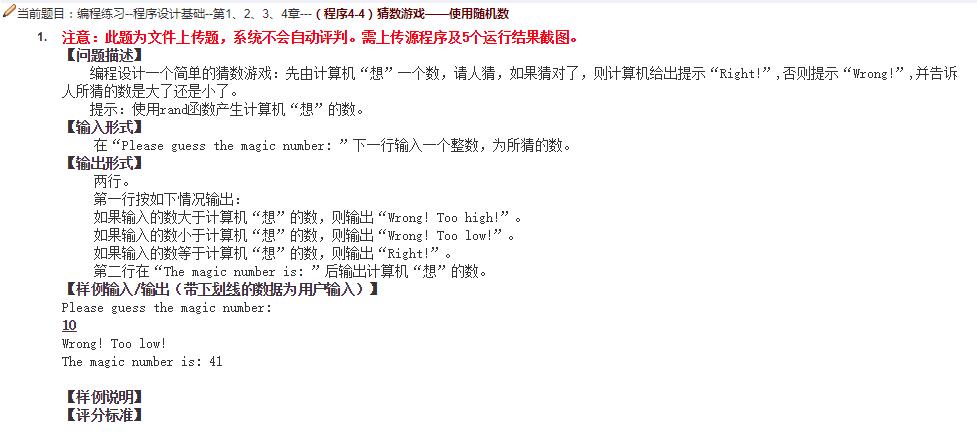 当前题目：编程练习--程序设计基础--第1、2、3、4章---（程序4-4）猜数游戏——使用随机数
1. 注意：此题为文件上传题，系统不会自动评判。需上传源程序及5个运行结果截图。
【问题描述】
编程设计一个简单的猜数游戏：先由计算机“想”一个数，请人猜，如果猜对了，则计算机给出提示“Right!”,否则提示“Wrong!”,并告诉
人所猜的数是大了还是小了。
提示：使用rand函数产生计算机“想”的数。
【输入形式】
在“Please guess the magic number: ”下一行输入一个整数，为所猜的数。
【输出形式】
两行。
第一行按如下情况输出：
如果输入的数大于计算机“想”的数，则输出“Wrong! Too high!”。
如果输入的数小于计算机“想”的数，则输出“Wrong! Too low!”。
如果输入的数等于计算机“想”的数，则输出“Right!”。
第二行在“The magic number is: ”后输出计算机“想”的数。
【样例输入/输出（带下划线的数据为用户输入）】
Please guess the magic number:
10
Wrong! Too low!
The magic number is: 41
【样例说明】
【评分标准】